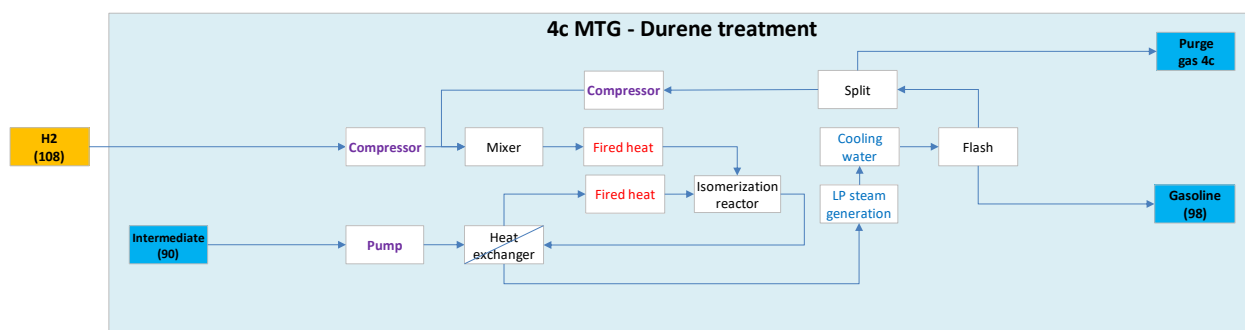 4c MTG - Durene treatment
Purge
gas 4c
Compressor
Split
H2
(108)
Compressor
Mixer
Fired heat
Cooling
water
Flash
Fired heat
Isomerization
reactor
LP steam
generation
Gasoline
(98)
Intermediate
(90)
Pump
Heat
exchanger